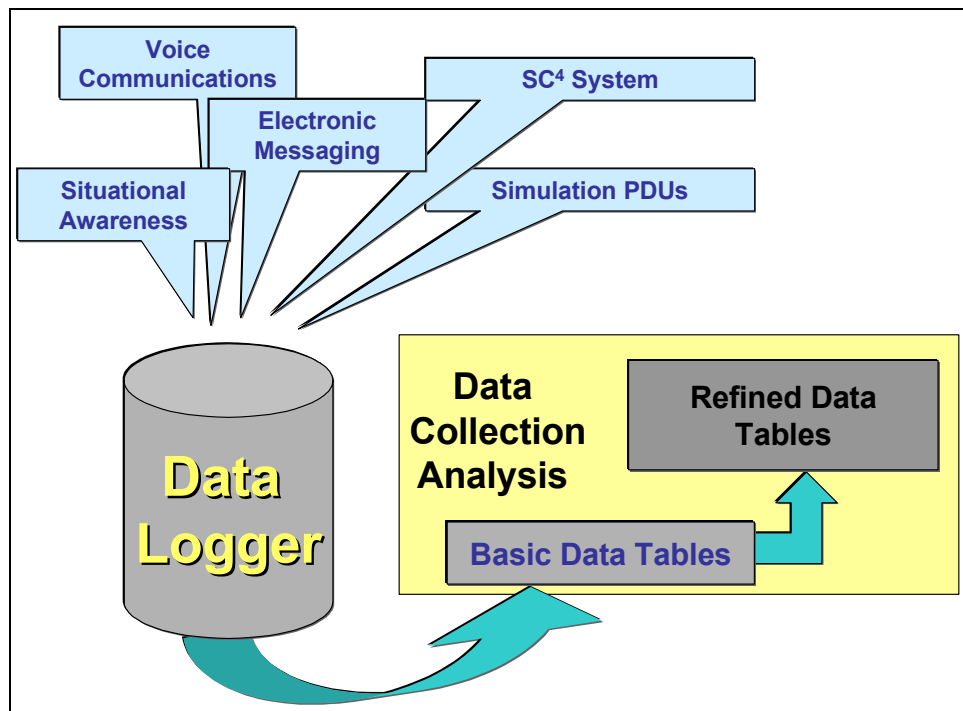 Voice
Communications
SC⁴ System
Electronic
Messaging
Situational
Awareness
Simulation PDUs
Data
Collection
Analysis
Refined Data
Tables
Data
Logger
Basic Data Tables